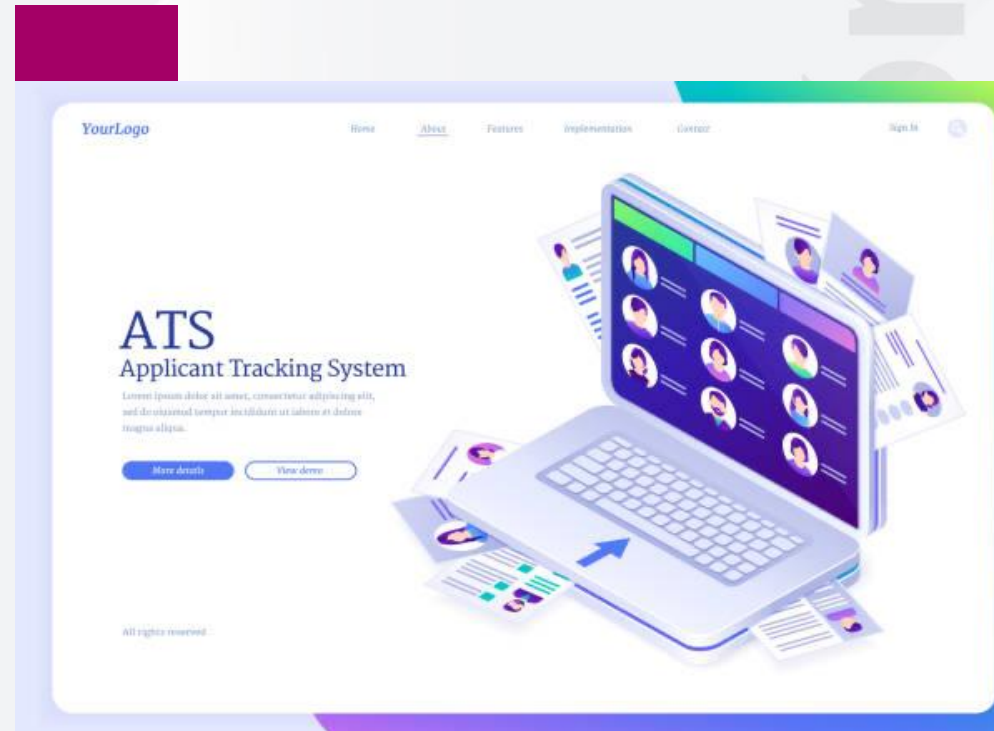 YourLogo
Home About Features Implementation Contact Sign In
ATS
Applicant Tracking System
Lorem ipsum dolor sit amet, consectetur adipiscing elit,
sed do eiusmod tempor incididunt ut labore et dolore
magna aliqua.
More details View demo
All rights reserved